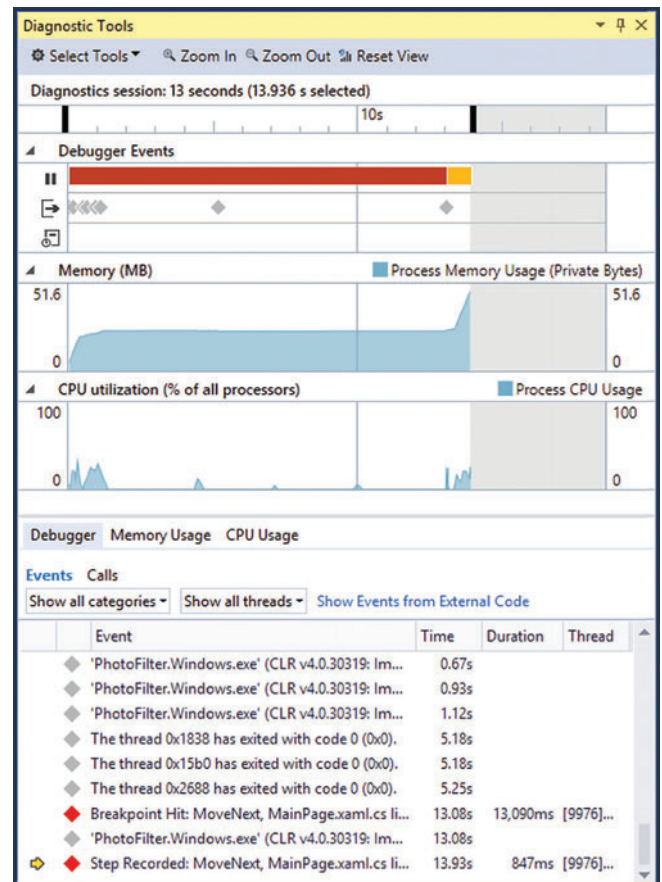 Diagnostic Tools
Select Tools Zoom In Zoom Out Reset View
Diagnostics session: 13 seconds (13.936 s selected)
10s
Debugger Events
Memory (MB) Process Memory Usage (Private Bytes)
51.6 51.6
0 0
CPU utilization (% of all processors) Process CPU Usage
100 100
0 0
Debugger Memory Usage CPU Usage
Events Calls
Show all categories Show all threads Show Events from External Code
Event Time Duration Thread
'PhotoFilter.Windows.exe' (CLR v4.0.30319: Im... 0.67s
'PhotoFilter.Windows.exe' (CLR v4.0.30319: Im... 0.93s
'PhotoFilter.Windows.exe' (CLR v4.0.30319: Im... 1.12s
The thread 0x1838 has exited with code 0 (0x0). 5.18s
The thread 0x15b0 has exited with code 0 (0x0). 5.18s
The thread 0x2688 has exited with code 0 (0x0). 5.25s
Breakpoint Hit: MoveNext, MainPage.xaml.cs li... 13.08s 13,090ms [9976]...
'PhotoFilter.Windows.exe' (CLR v4.0.30319: Im... 13.08s
Step Recorded: MoveNext, MainPage.xaml.cs li... 13.93s 847ms [9976]...